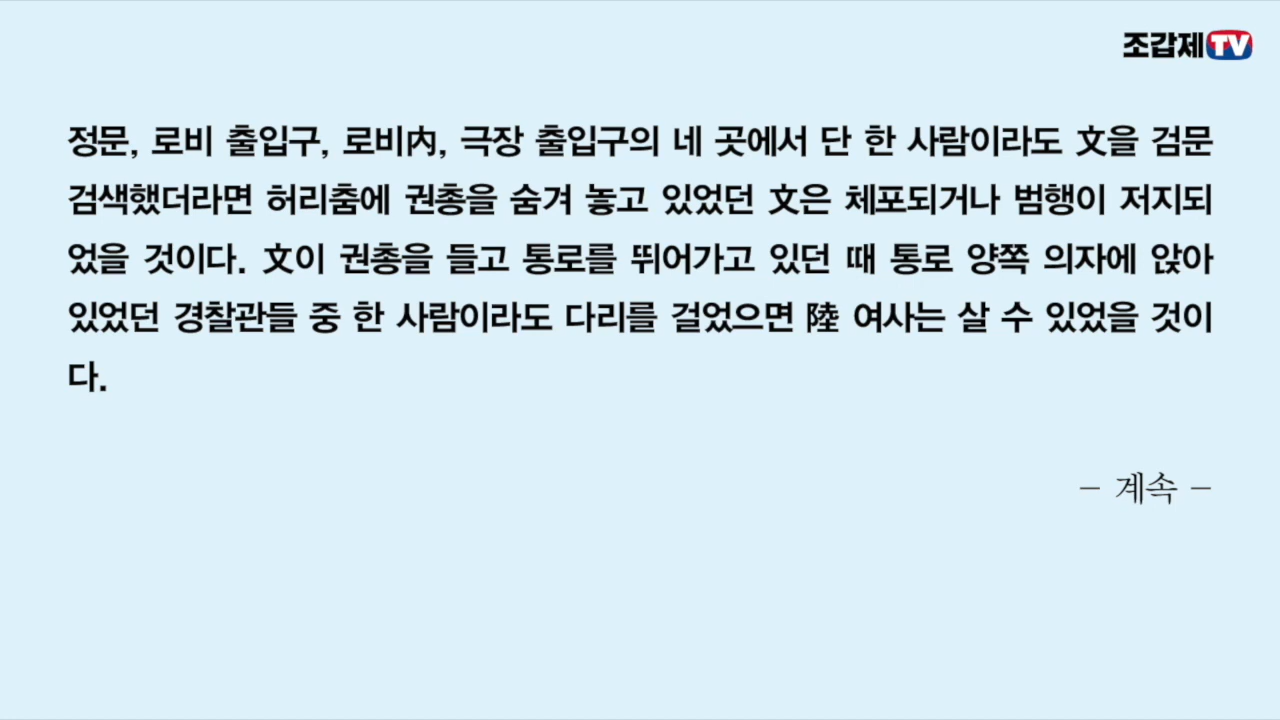 조갑제TV
정문, 로비 출입구, 로비內, 극장 출입구의 네 곳에서 단 한 사람이라도 文을 검문
검색했더라면 허리춤에 권총을 숨겨 놓고 있었던 文은 체포되거나 범행이 저지되
었을 것이다. 文이 권총을 들고 통로를 뛰어가고 있던 때 통로 양쪽 의자에 앉아
있었던 경찰관들 중 한 사람이라도 다리를 걸었으면 陸 여사는 살 수 있었을 것이
다.
– 계속 –